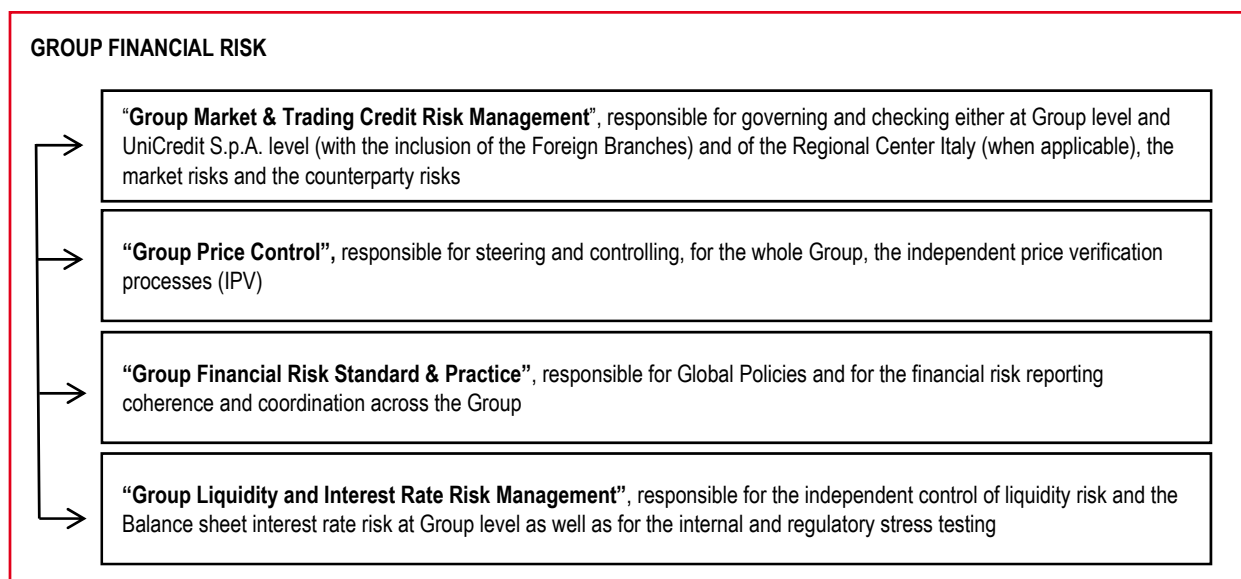 GROUP FINANCIAL RISK
“Group Market & Trading Credit Risk Management”, responsible for governing and checking either at Group level and
UniCredit S.p.A. level (with the inclusion of the Foreign Branches) and of the Regional Center Italy (when applicable), the
market risks and the counterparty risks
“Group Price Control”, responsible for steering and controlling, for the whole Group, the independent price verification
processes (IPV)
“Group Financial Risk Standard & Practice”, responsible for Global Policies and for the financial risk reporting
coherence and coordination across the Group
“Group Liquidity and Interest Rate Risk Management”, responsible for the independent control of liquidity risk and the
Balance sheet interest rate risk at Group level as well as for the internal and regulatory stress testing